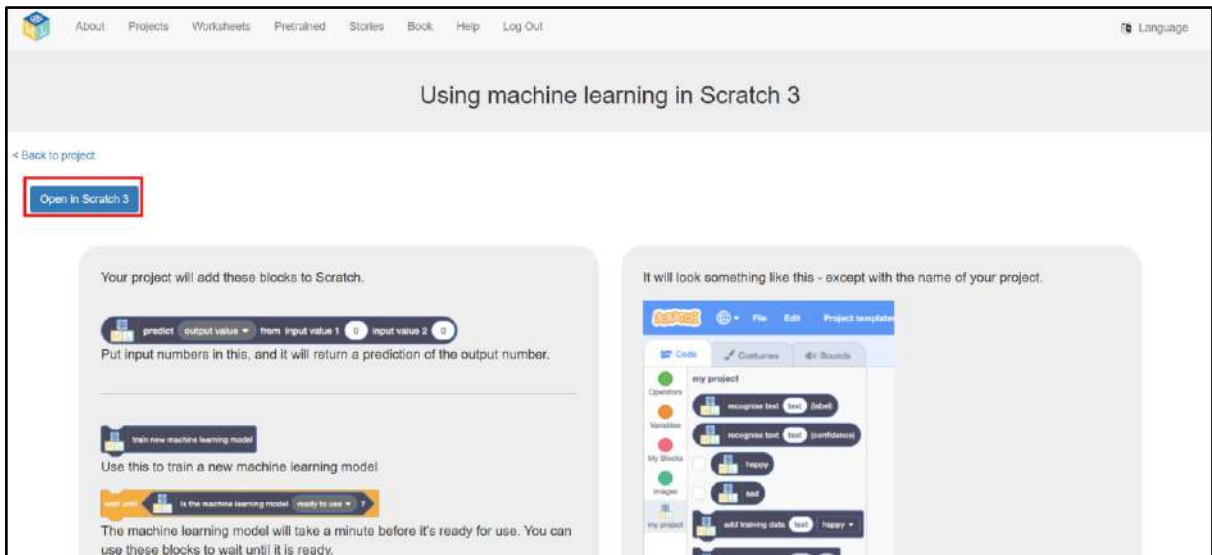 About Projects Worksheets Pretrained Stories Book Help Log Out Language
Using machine learning in Scratch 3
< Back to project
Open in Scratch 3
Your project will add these blocks to Scratch.
predict output value from input value 1 0 input value 2 0
Put input numbers in this, and it will return a prediction of the output number.
train new machine learning model
Use this to train a new machine learning model
wait until Is the machine learning model ready to use ?
The machine learning model will take a minute before it's ready for use. You can
use these blocks to wait until it is ready.
It will look something like this - except with the name of your project.
SCRATCH File Edit Project templates
Code Costumes Sounds
my project
Operators
recognise text text (label)
Variables
recognise text text (confidence)
My Blocks
happy
Images
sad
my project
add training data text happy